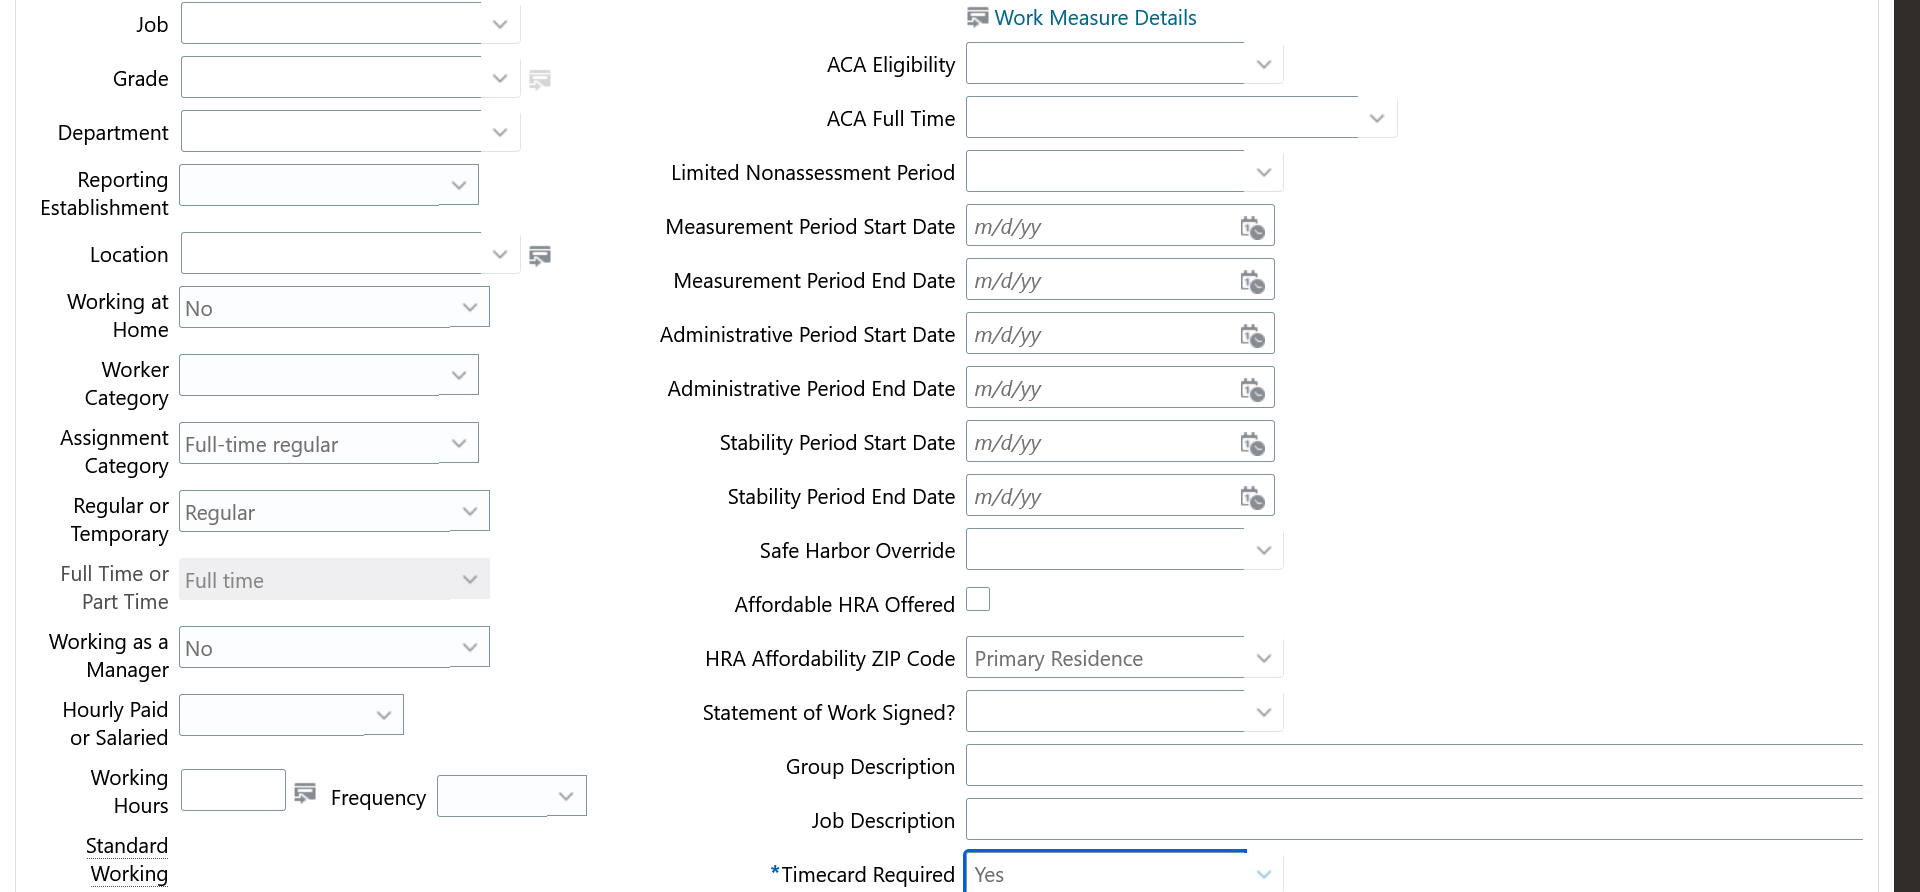 Job
Grade
Department
Reporting
Establishment
Location
Working at
Home
No
Worker
Category
Assignment
Category
Full-time regular
Regular or
Temporary
Regular
Full Time or
Part Time
Full time
Working as a
Manager
No
Hourly Paid
or Salaried
Working
Hours
Frequency
Standard
Working
Work Measure Details
ACA Eligibility
ACA Full Time
Limited Nonassessment Period
Measurement Period Start Date m/d/yy
Measurement Period End Date m/d/yy
Administrative Period Start Date m/d/yy
Administrative Period End Date m/d/yy
Stability Period Start Date m/d/yy
Stability Period End Date m/d/yy
Safe Harbor Override
Affordable HRA Offered
HRA Affordability ZIP Code Primary Residence
Statement of Work Signed?
Group Description
Job Description
*Timecard Required Yes